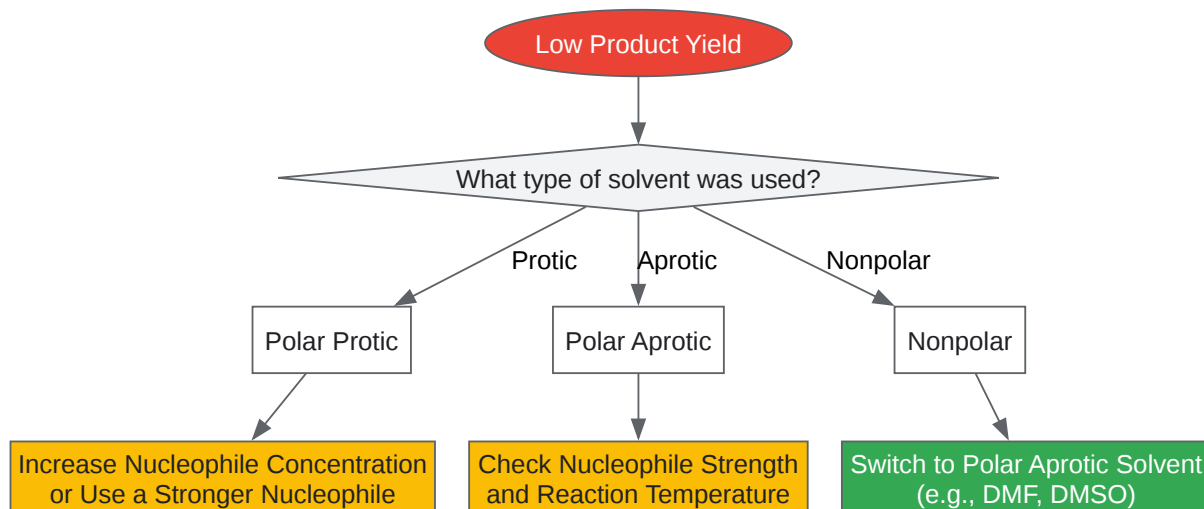 Low Product Yield
What type of solvent was used?
Protic
Aprotic
Nonpolar
Polar Protic
Polar Aprotic
Nonpolar
Increase Nucleophile Concentration
or Use a Stronger Nucleophile
Check Nucleophile Strength
and Reaction Temperature
Switch to Polar Aprotic Solvent
(e.g., DMF, DMSO)